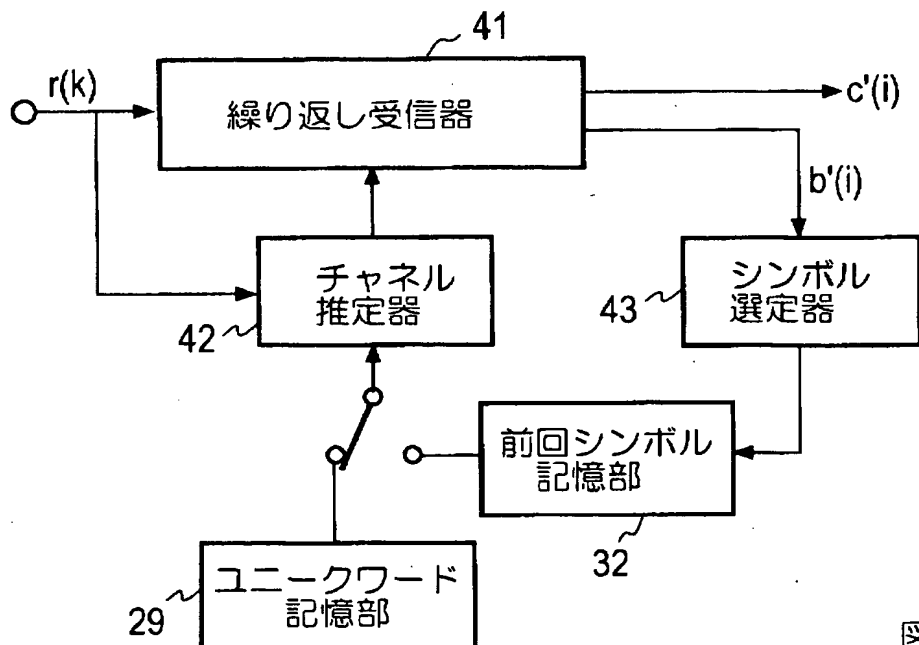 41
r(k)
繰り返し受信器
c'(i)
b'(i)
チャネル
推定器
42
シンボル
選定器
43
前回シンボル
記憶部
32
ユニークワード
記憶部
29
図